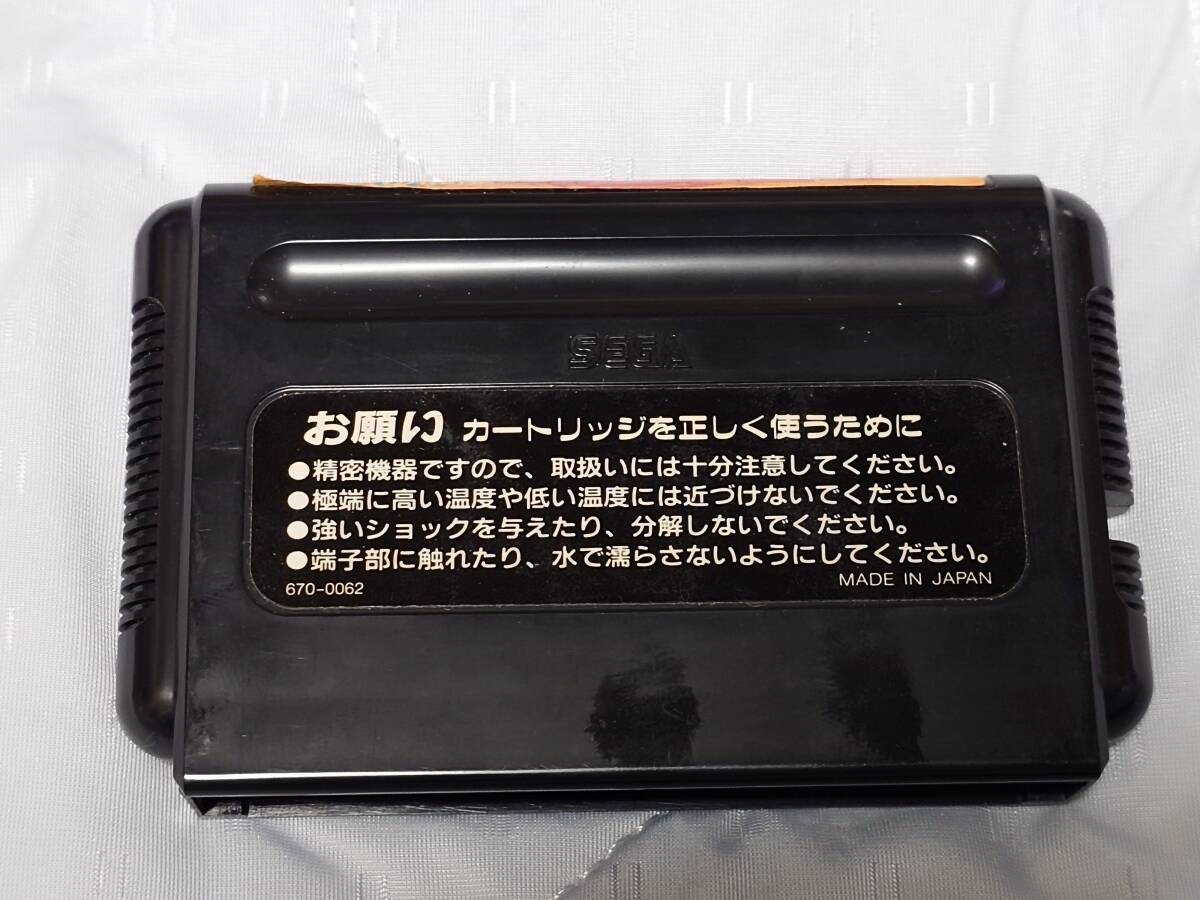 SEGA
お願い カートリッジを正しく使うために
●精密機器ですので、取扱いには十分注意してください。
●極端に高い温度や低い温度には近づけないでください。
●強いショックを与えたり、分解しないでください。
●端子部に触れたり、水で濡らさないようにしてください。
670-0062 MADE IN JAPAN